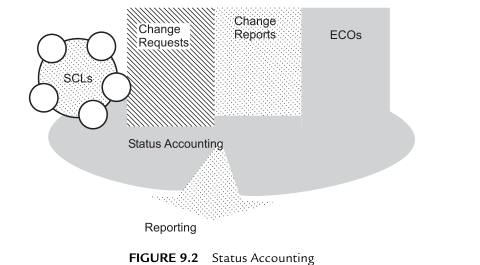 Change
Requests
Change
Reports
ECOs
SCLs
Status Accounting
Reporting
FIGURE 9.2 Status Accounting